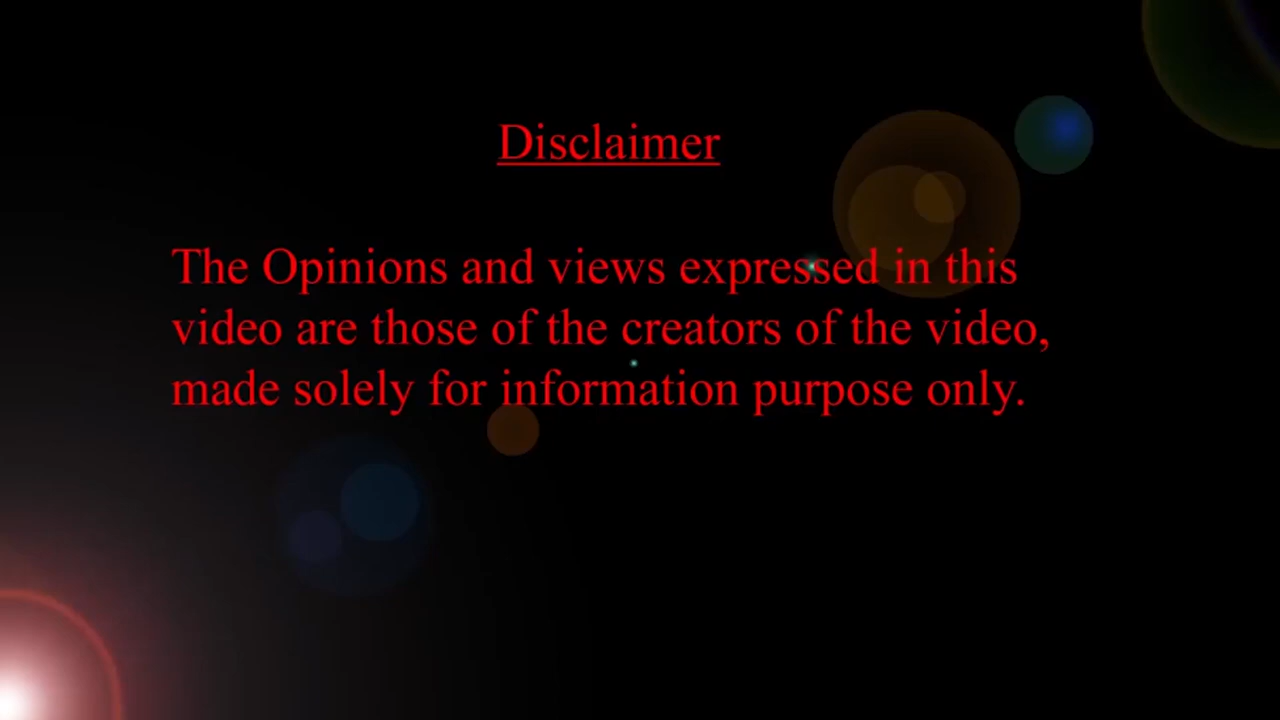 Disclaimer
The Opinions and views expressed in this
video are those of the creators of the video,
made solely for information purpose only.